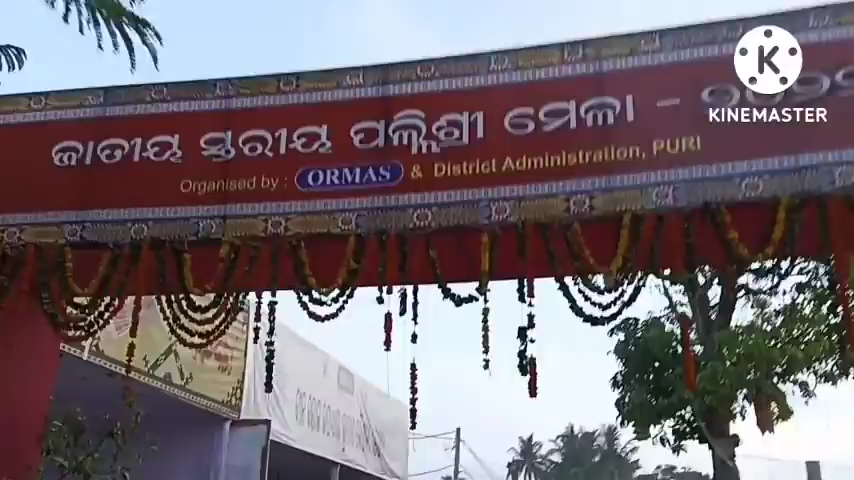 ଜାତୀୟ ସ୍ତରୀୟ ପଲ୍ଲିଶ୍ରୀ ମେଳା -
Organised by : ORMAS & District Administration, PURI
KINEMASTER